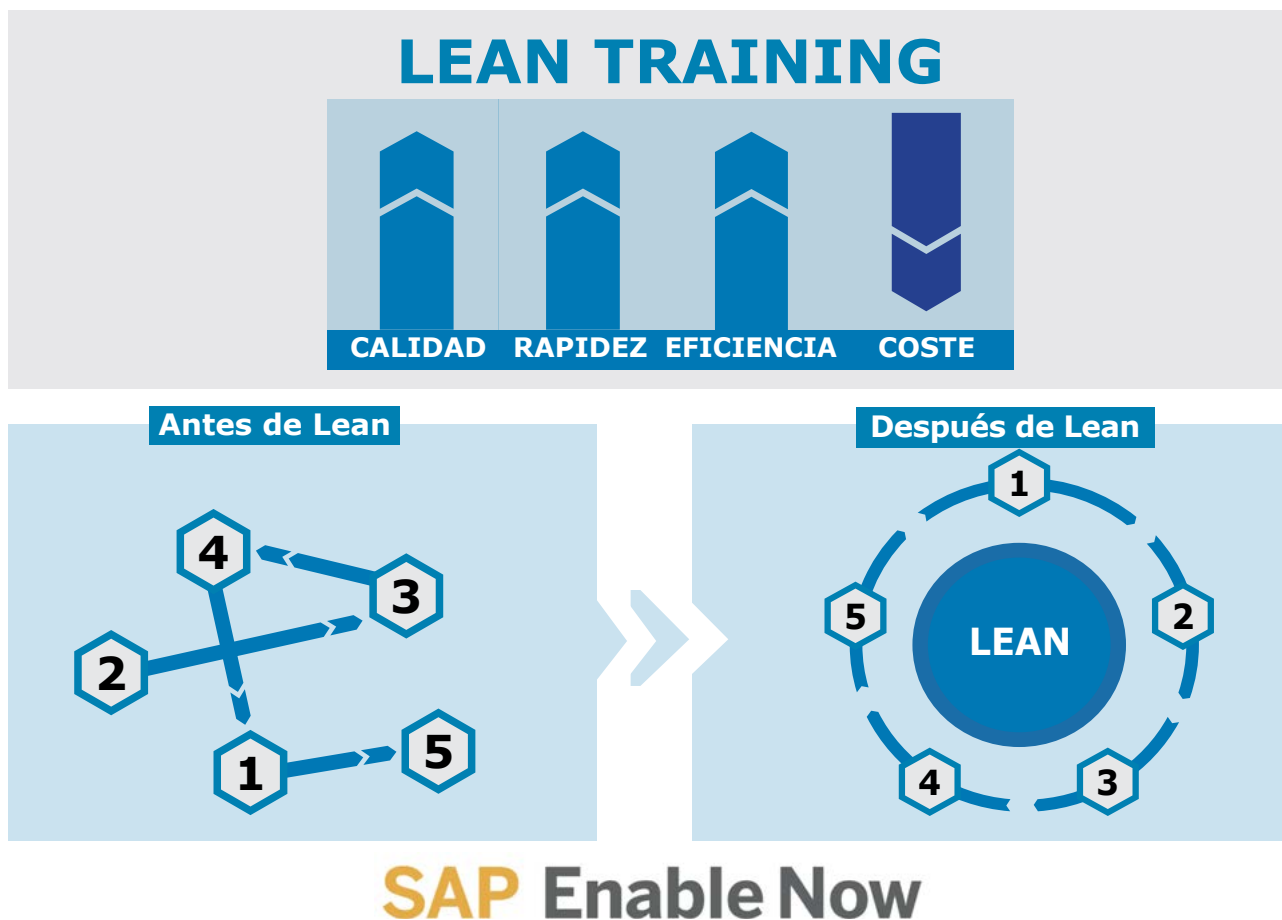 LEAN TRAINING
CALIDAD RAPIDEZ EFICIENCIA COSTE
Antes de Lean
4
3
2
1
5
Después de Lean
1
5
2
LEAN
4
3
SAP Enable Now